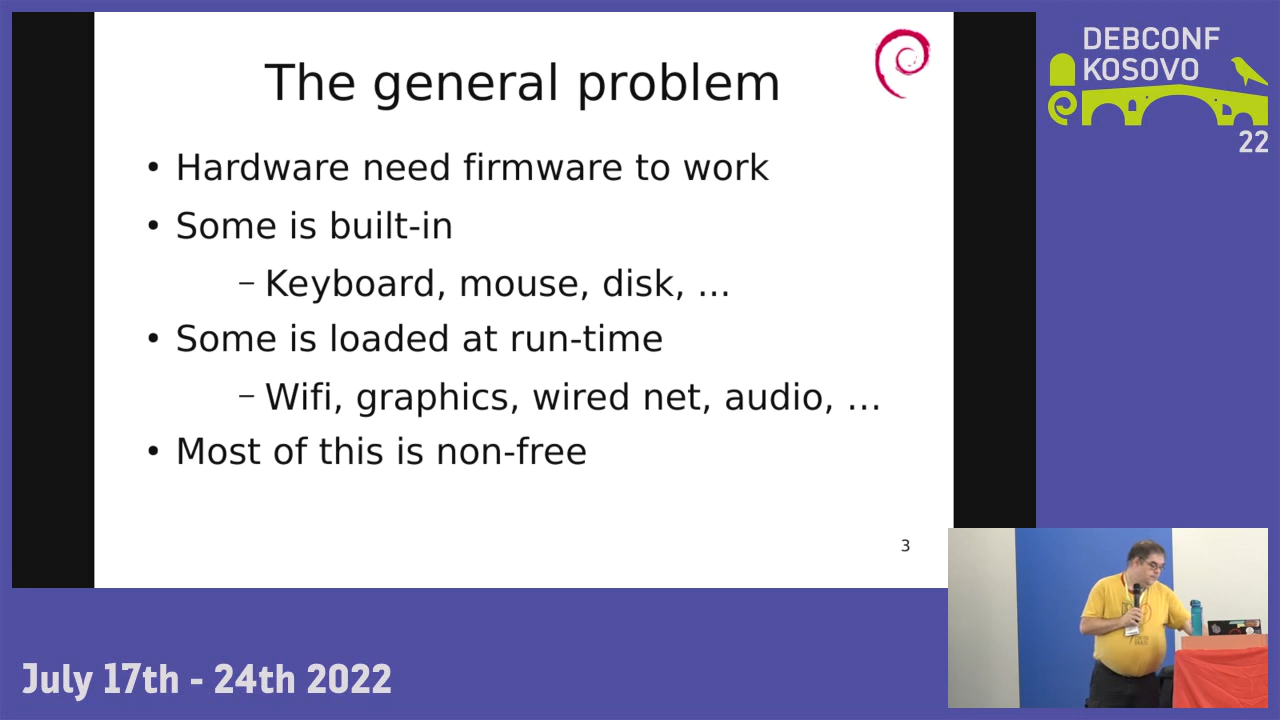 The general problem
• Hardware need firmware to work
• Some is built-in
– Keyboard, mouse, disk, ...
• Some is loaded at run-time
– Wifi, graphics, wired net, audio, ...
• Most of this is non-free
3
DEBCONF
KOSOVO
22
July 17th - 24th 2022